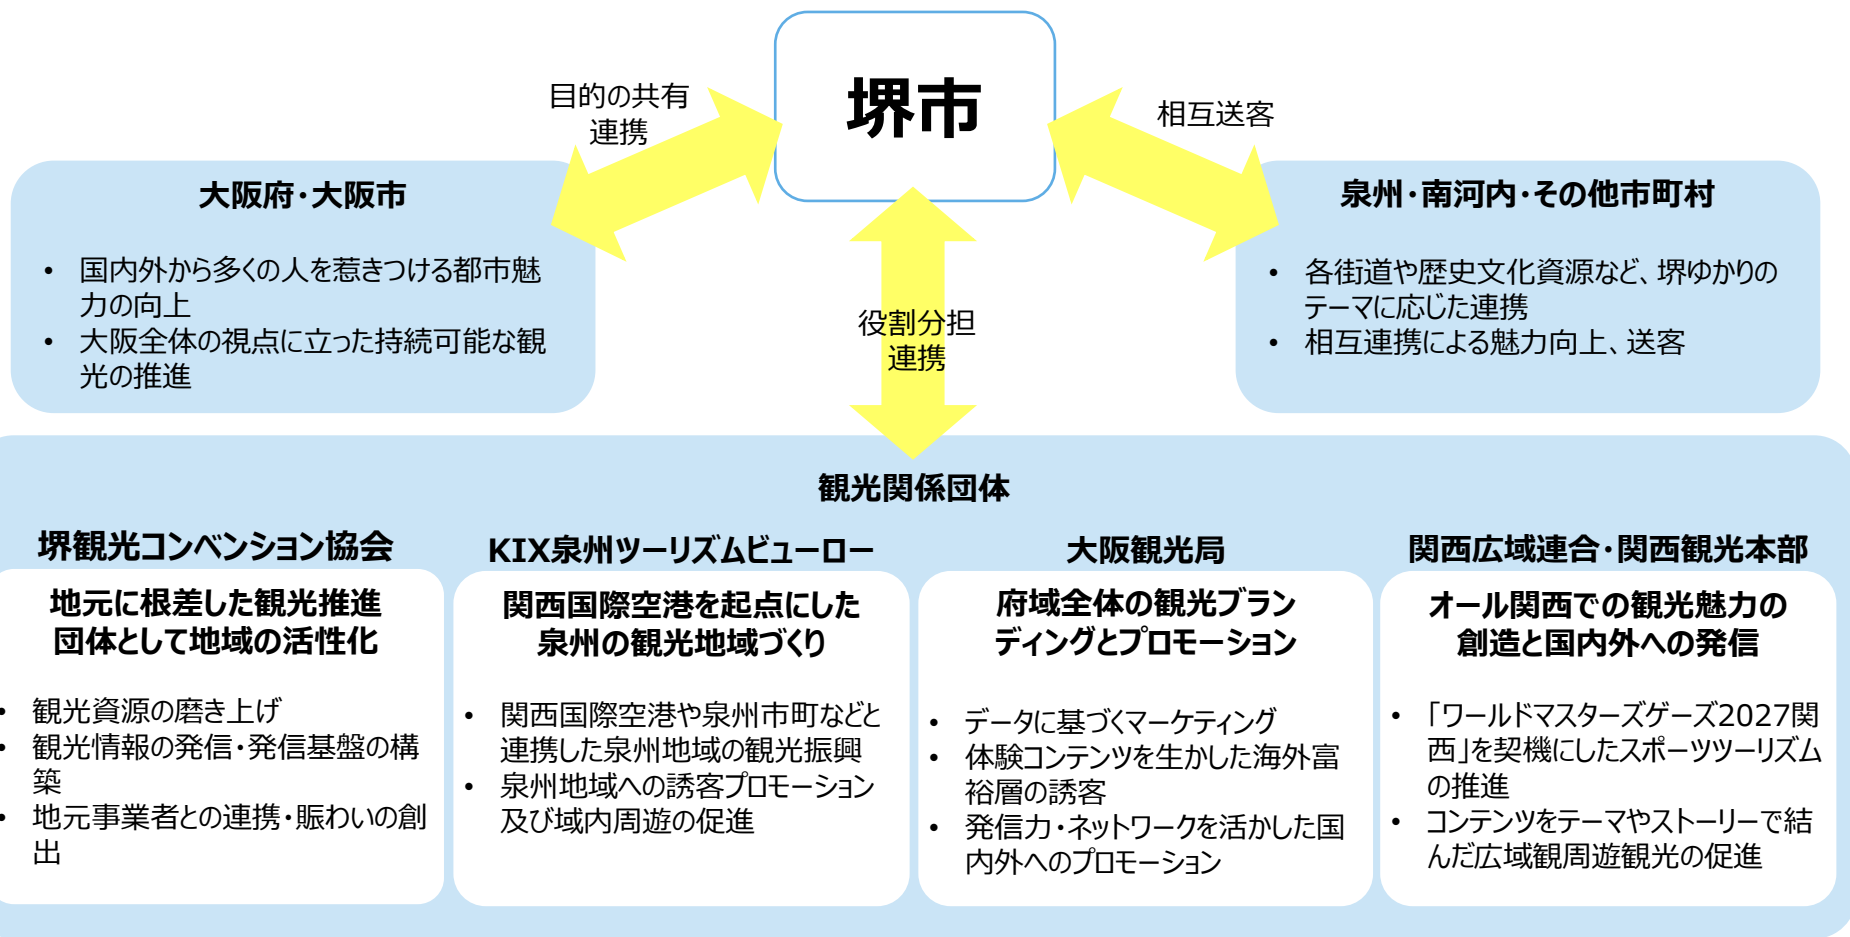 堺市
目的の共有
連携
相互送客
役割分担
連携
大阪府・大阪市
• 国内外から多くの人を惹きつける都市魅
力の向上
• 大阪全体の視点に立った持続可能な観
光の推進
泉州・南河内・その他市町村
• 各街道や歴史文化資源など、堺ゆかりの
テーマに応じた連携
• 相互連携による魅力向上、送客
観光関係団体
堺観光コンベンション協会
地元に根差した観光推進
団体として地域の活性化
• 観光資源の磨き上げ
• 観光情報の発信・発信基盤の構
築
• 地元事業者との連携・賑わいの創
出
KIX泉州ツーリズムビューロー
関西国際空港を起点にした
泉州の観光地域づくり
• 関西国際空港や泉州市町などと
連携した泉州地域の観光振興
• 泉州地域への誘客プロモーション
及び域内周遊の促進
大阪観光局
府域全体の観光ブラン
ディングとプロモーション
• データに基づくマーケティング
• 体験コンテンツを生かした海外富
裕層の誘客
• 発信力・ネットワークを活かした国
内外へのプロモーション
関西広域連合・関西観光本部
オール関西での観光魅力の
創造と国内外への発信
• 「ワールドマスターズゲーズ2027関
西」を契機にしたスポーツツーリズム
の推進
• コンテンツをテーマやストーリーで結
んだ広域観周遊観光の促進